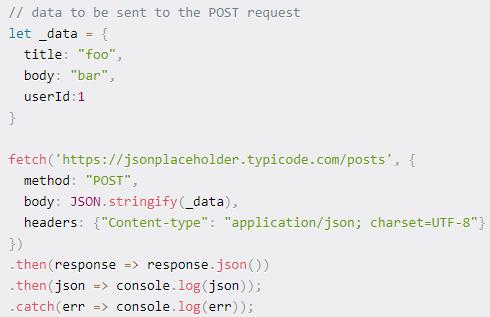 // data to be sent to the POST request
let _data = {
  title: "foo",
  body: "bar",
  userId:1
}

fetch('https://jsonplaceholder.typicode.com/posts', {
  method: "POST",
  body: JSON.stringify(_data),
  headers: {"Content-type": "application/json; charset=UTF-8"}
})
.then(response => response.json())
.then(json => console.log(json));
.catch(err => console.log(err));